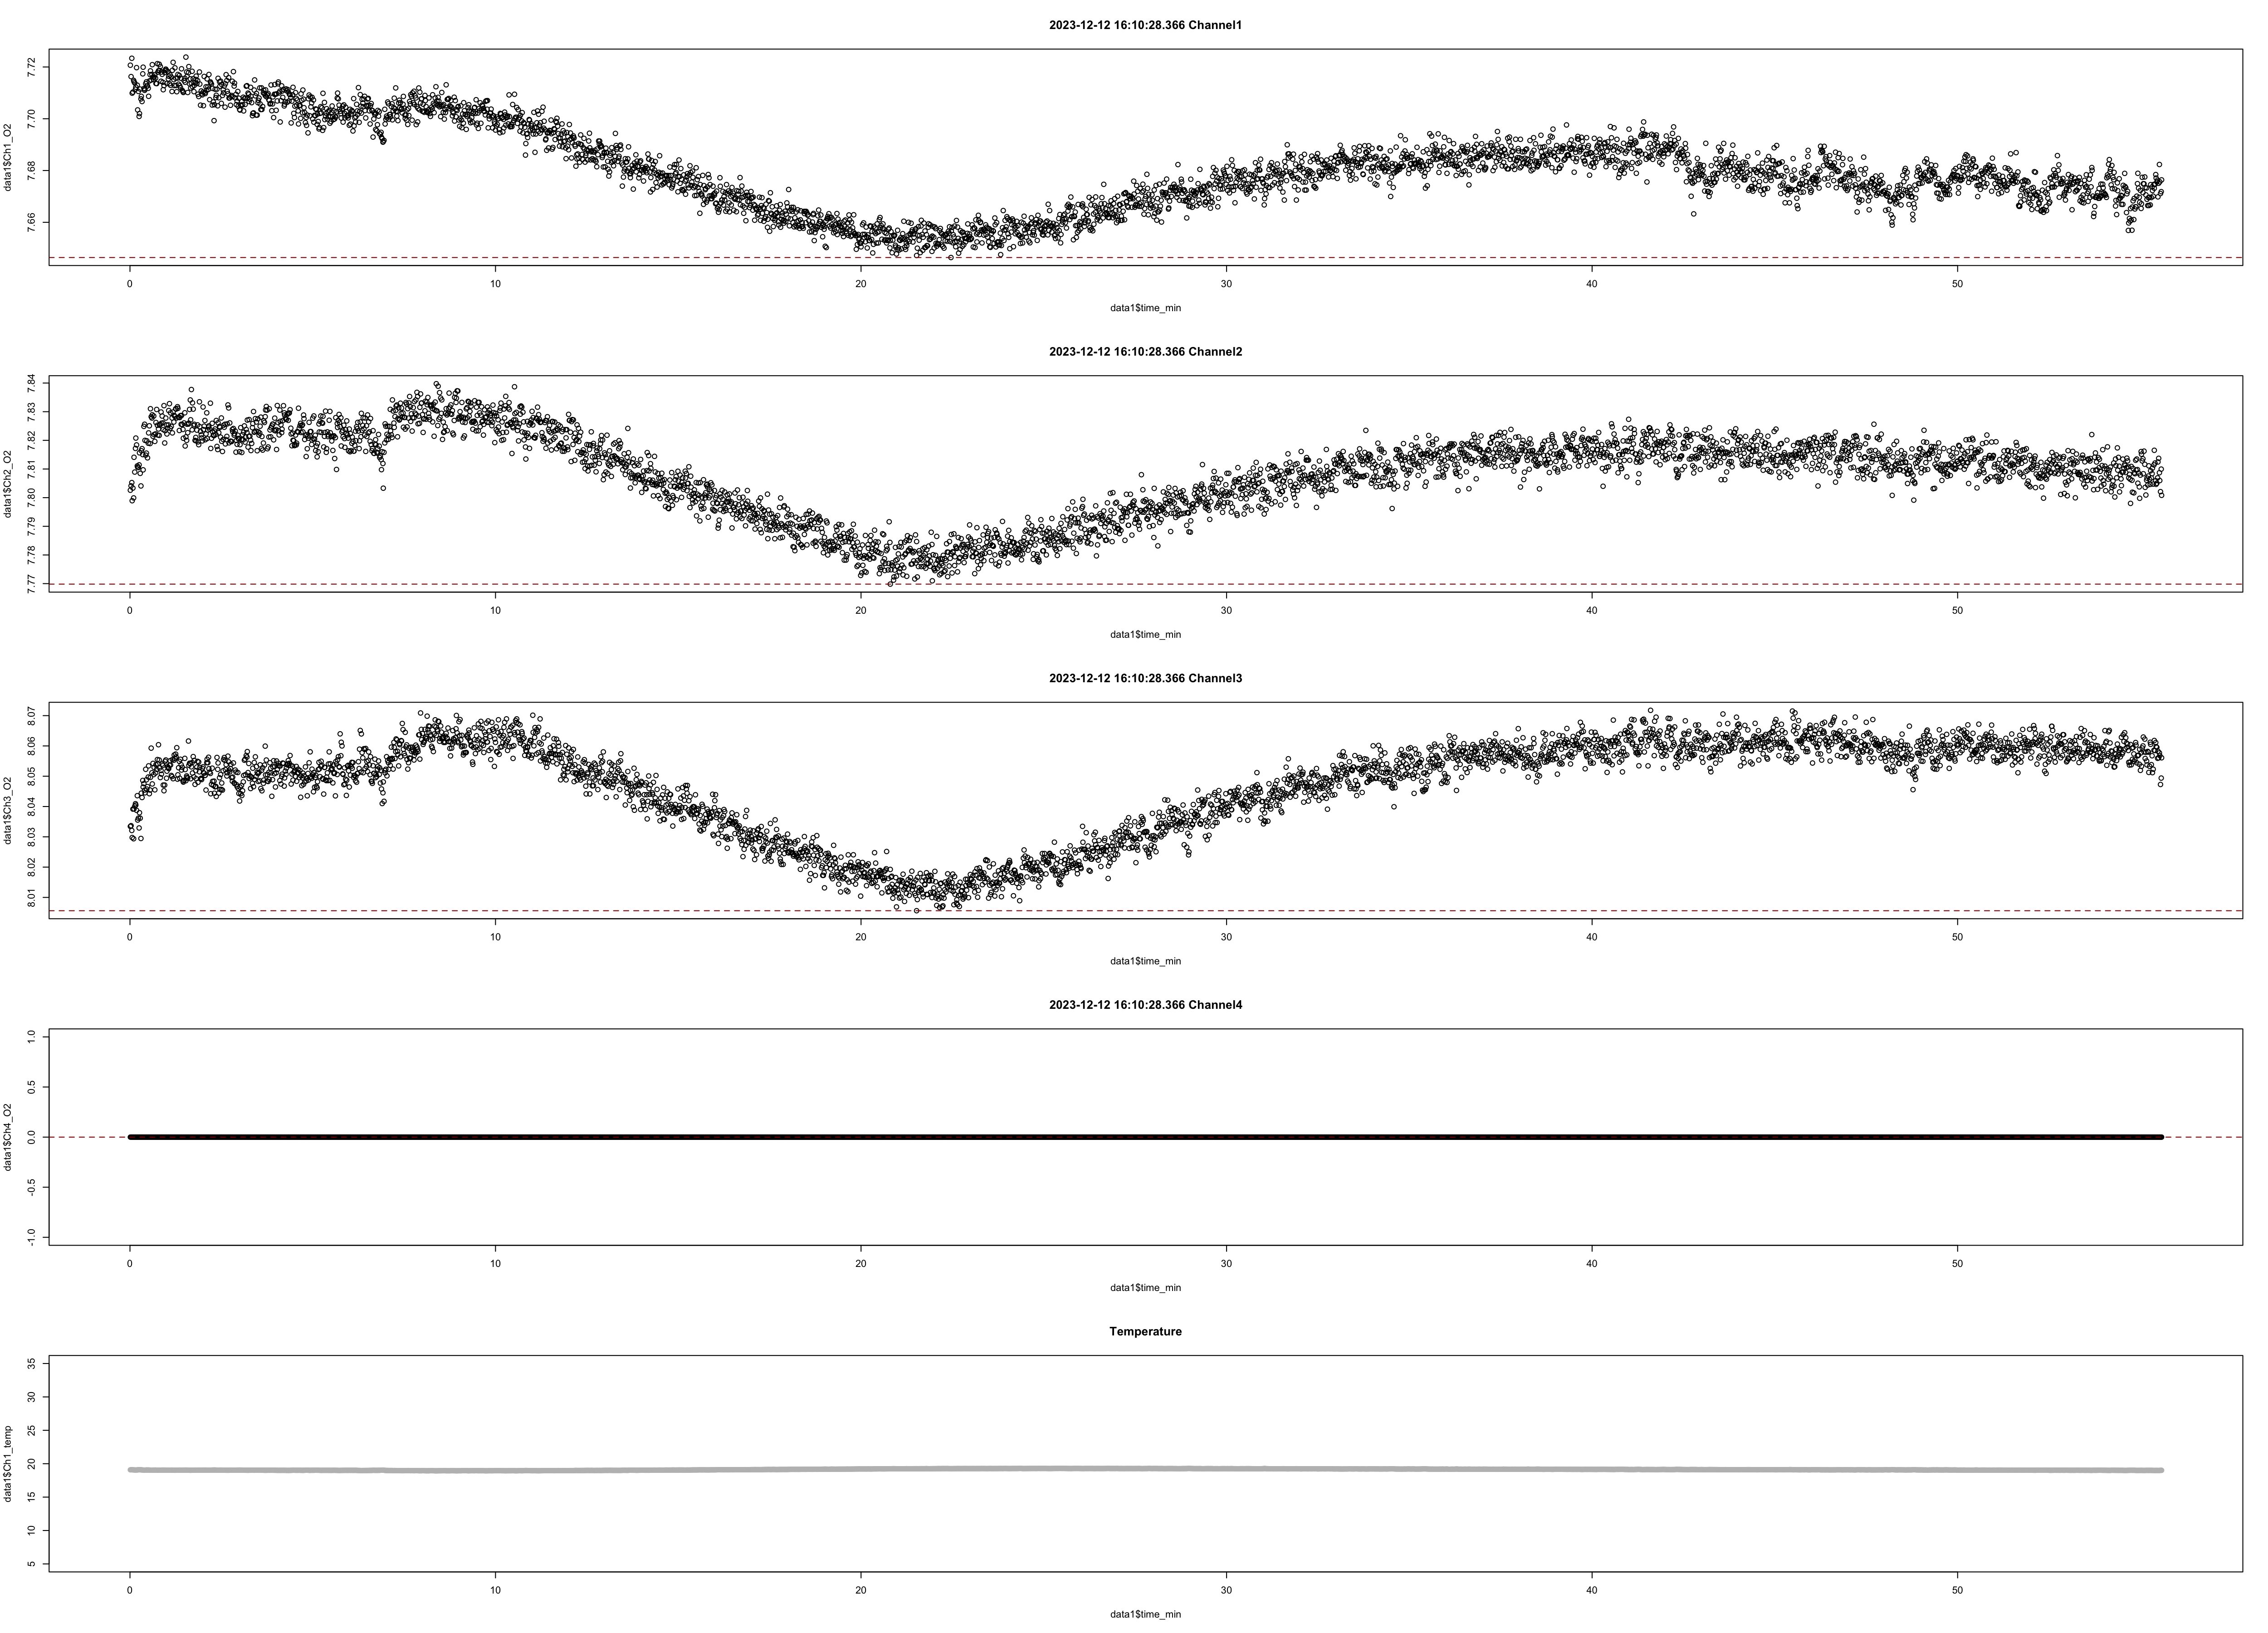 2023-12-12 16:10:28.366 Channel1
data1$Ch1_O2
7.72
7.70
7.68
7.66
0 10 20 30 40 50
data1$time_min
2023-12-12 16:10:28.366 Channel2
data1$Ch2_O2
7.84
7.83
7.82
7.81
7.80
7.79
7.78
7.77
0 10 20 30 40 50
data1$time_min
2023-12-12 16:10:28.366 Channel3
data1$Ch3_O2
8.07
8.06
8.05
8.04
8.03
8.02
8.01
0 10 20 30 40 50
data1$time_min
2023-12-12 16:10:28.366 Channel4
data1$Ch4_O2
1.0
0.5
0.0
-0.5
-1.0
0 10 20 30 40 50
data1$time_min
Temperature
data1$Ch1_temp
35
30
25
20
15
10
5
0 10 20 30 40 50
data1$time_min